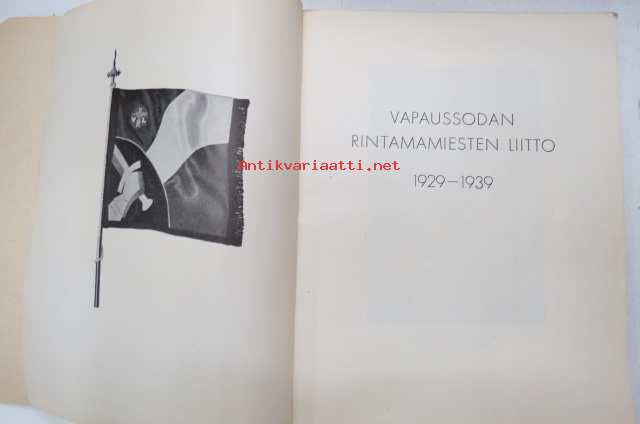 VAPAUSSODAN
RINTAMAMIESTEN LIITTO
Antikvariaatti.net
1929—1939